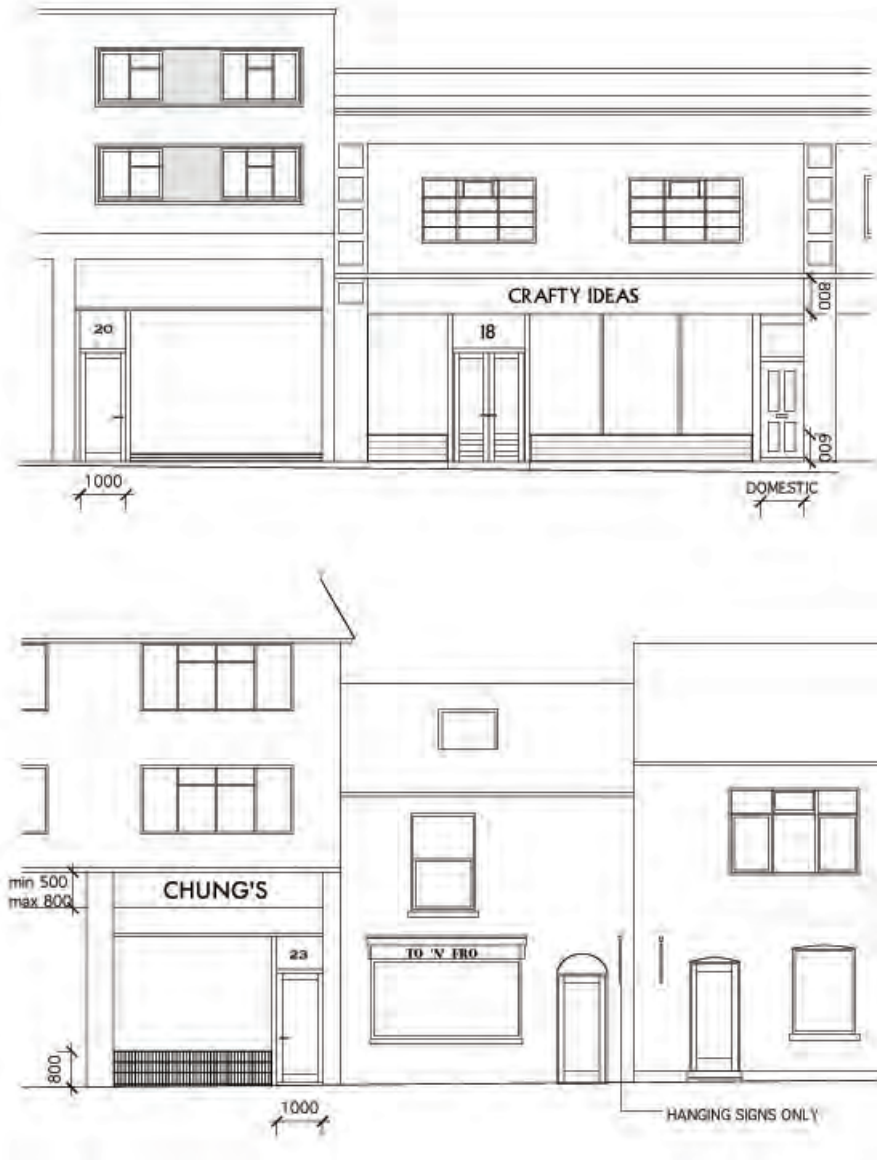 CRAFTY IDEAS
800
20
18
600
1000
DOMESTIC
min 500
max 800
CHUNG'S
TO 'N' FRO
23
800
1000
HANGING SIGNS ONLY